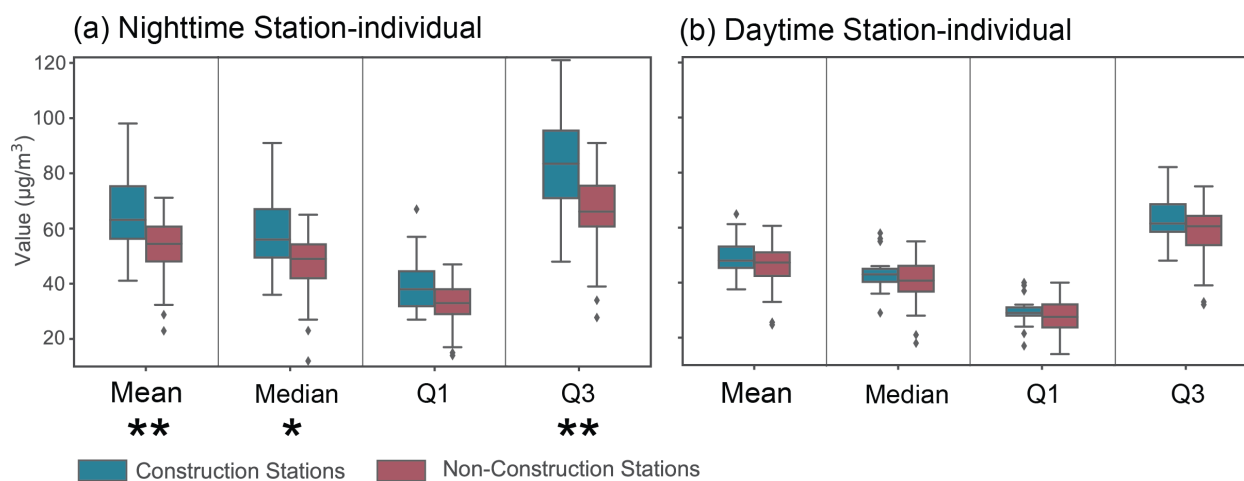 (a) Nighttime Station-individual
(b) Daytime Station-individual
Value (μg/m³)
120
100
80
60
40
20
Mean Median Q1 Q3
** * **
Mean Median Q1 Q3
Construction Stations Non-Construction Stations